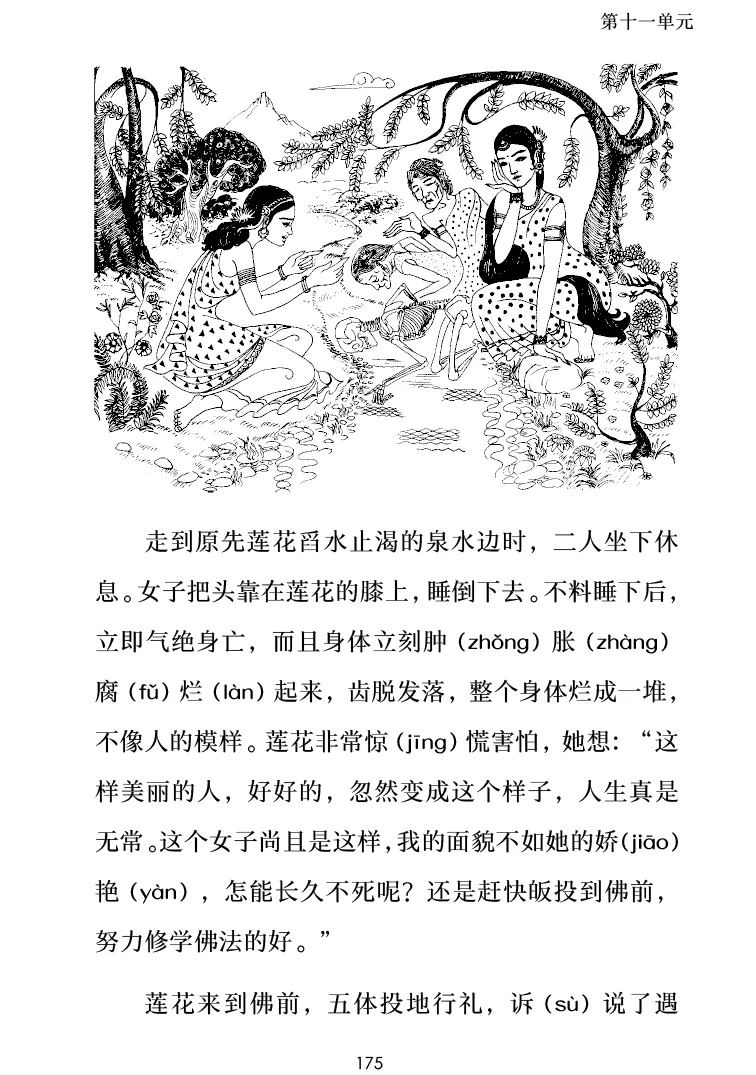 第十一单元
走到原先莲花舀水止渴的泉水边时，二人坐下休
息。女子把头靠在莲花的膝上，睡倒下去。不料睡下后，
立即气绝身亡，而且身体立刻肿（zhǒng）胀（zhàng）
腐（fǔ）烂（làn）起来，齿脱发落，整个身体烂成一堆，
不像人的模样。莲花非常惊（jīng）慌害怕，她想：“这
样美丽的人，好好的，忽然变成这个样子，人生真是
无常。这个女子尚且是这样，我的面貌不如她的娇（jiāo）
艳（yàn），怎能长久不死呢？还是赶快皈投到佛前，
努力修学佛法的好。”
莲花来到佛前，五体投地行礼，诉（sù）说了遇
175